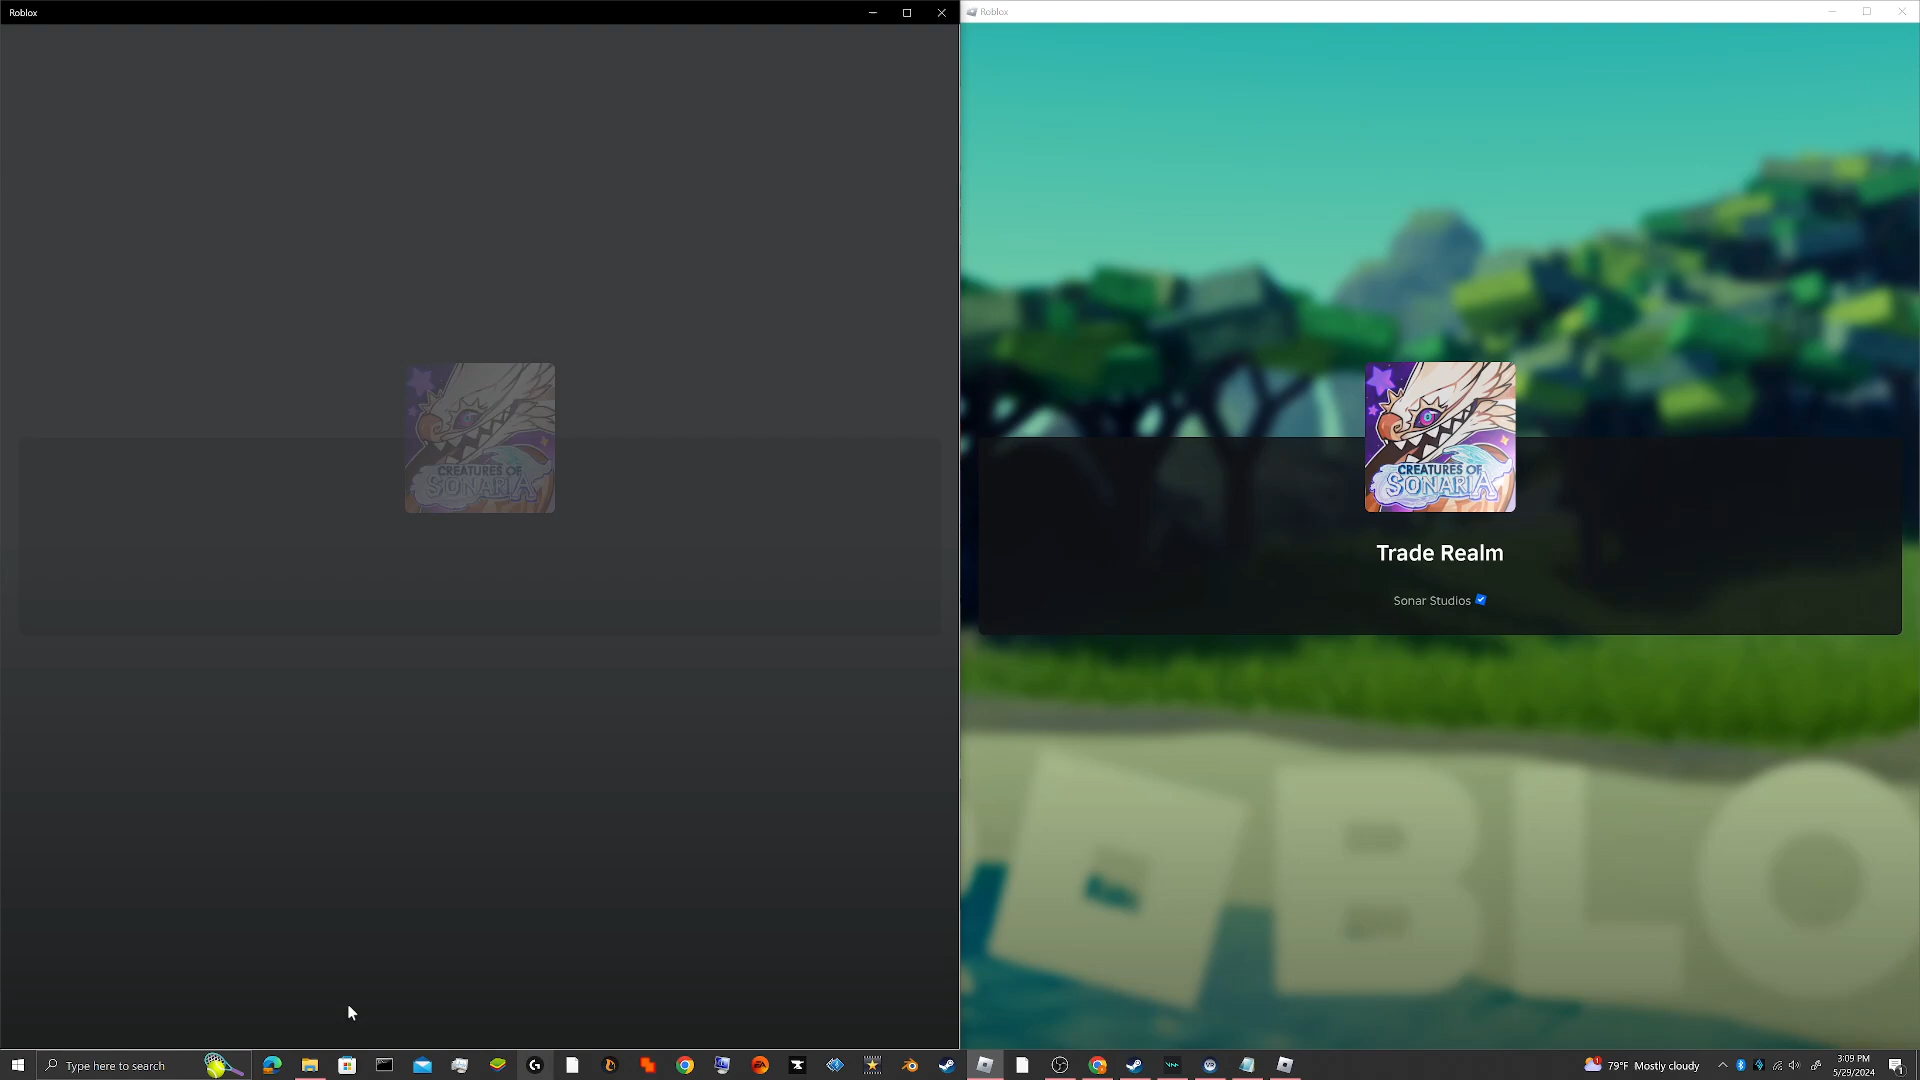 Roblox
CREATURES OF
SONARIA
Roblox
CREATURES OF
SONARIA
Trade Realm
Sonar Studios
BLO
Type here to search
79°F Mostly cloudy
3:09 PM
5/29/2024